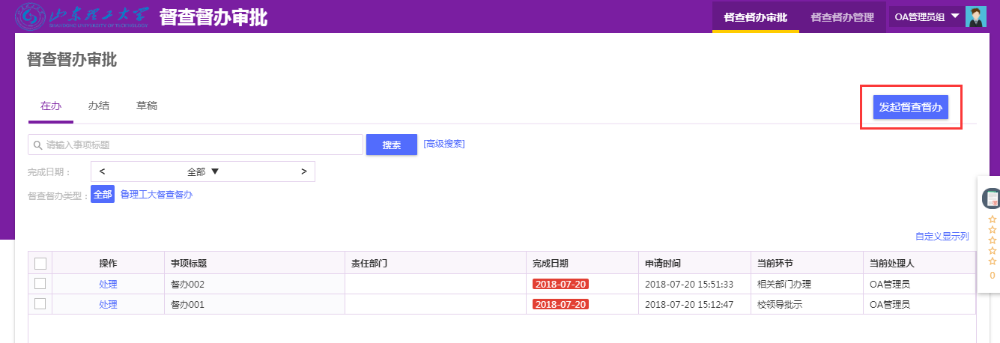 山东理工大学 督查督办审批 督查督办审批 督查督办管理 OA管理员组
SHANDONG UNIVERSITY OF TECHNOLOGY
督查督办审批
在办 办结 草稿 发起督查督办
请输入事项标题 搜索 [高级搜索]
完成日期: < 全部 ▼ >
督查督办类型: 全部 鲁理工大督查督办
自定义显示列
操作 事项标题 责任部门 完成日期 申请时间 当前环节 当前处理人
处理 督办002 2018-07-20 2018-07-20 15:51:33 相关部门办理 OA管理员
处理 督办001 2018-07-20 2018-07-20 15:12:47 校领导批示 OA管理员
0